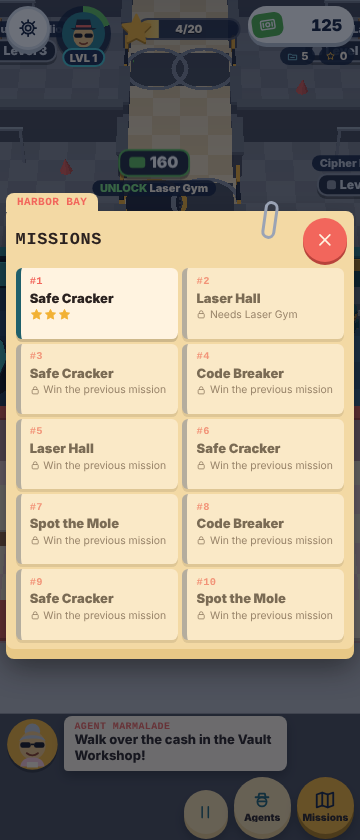 4/20
125
LVL 1
5
0
160
UNLOCK Laser Gym
Cipher
HARBOR BAY
MISSIONS
#1
Safe Cracker
#2
Laser Hall
Needs Laser Gym
#3
Safe Cracker
Win the previous mission
#4
Code Breaker
Win the previous mission
#5
Laser Hall
Win the previous mission
#6
Safe Cracker
Win the previous mission
#7
Spot the Mole
Win the previous mission
#8
Code Breaker
Win the previous mission
#9
Safe Cracker
Win the previous mission
#10
Spot the Mole
Win the previous mission
AGENT MARMALADE
Walk over the cash in the Vault
Workshop!
Agents
Missions